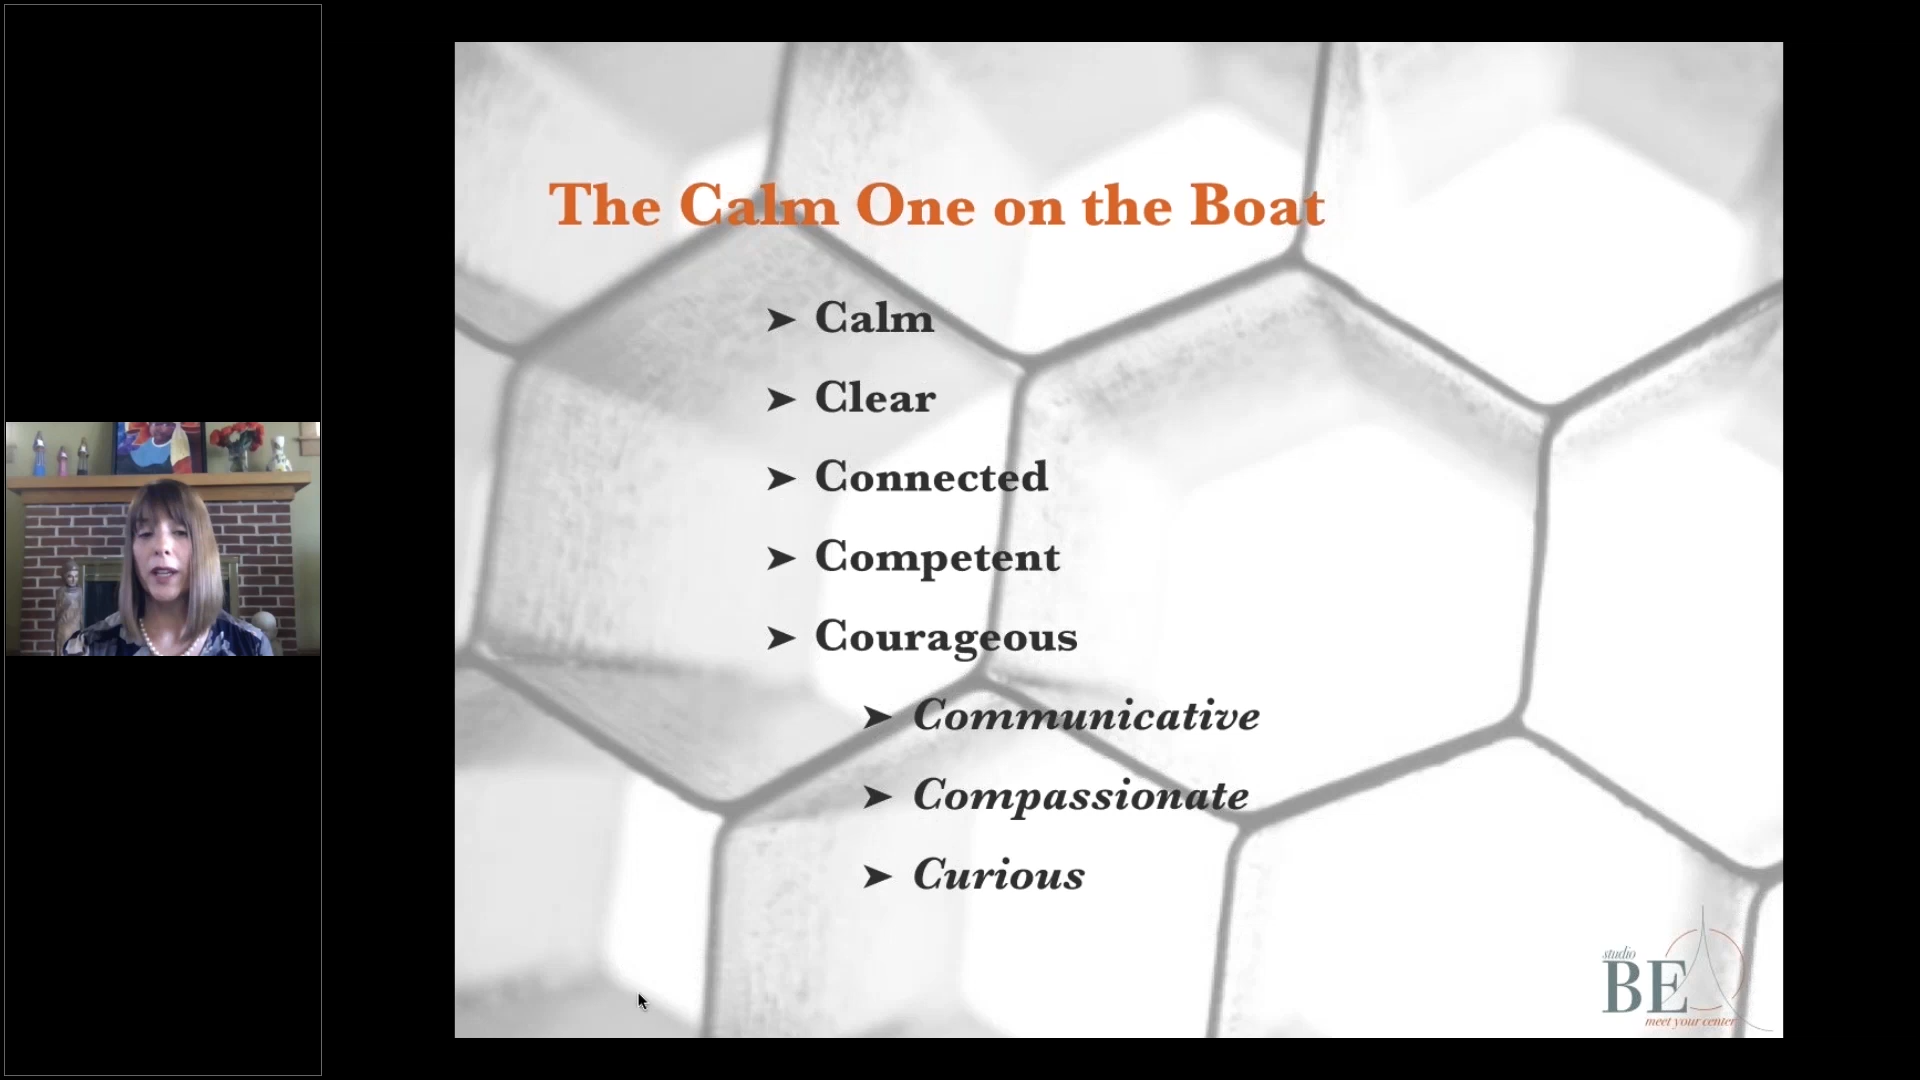 The Calm One on the Boat
➤ Calm
➤ Clear
➤ Connected
➤ Competent
➤ Courageous
➤ Communicative
➤ Compassionate
➤ Curious
studio
BE
meet your center